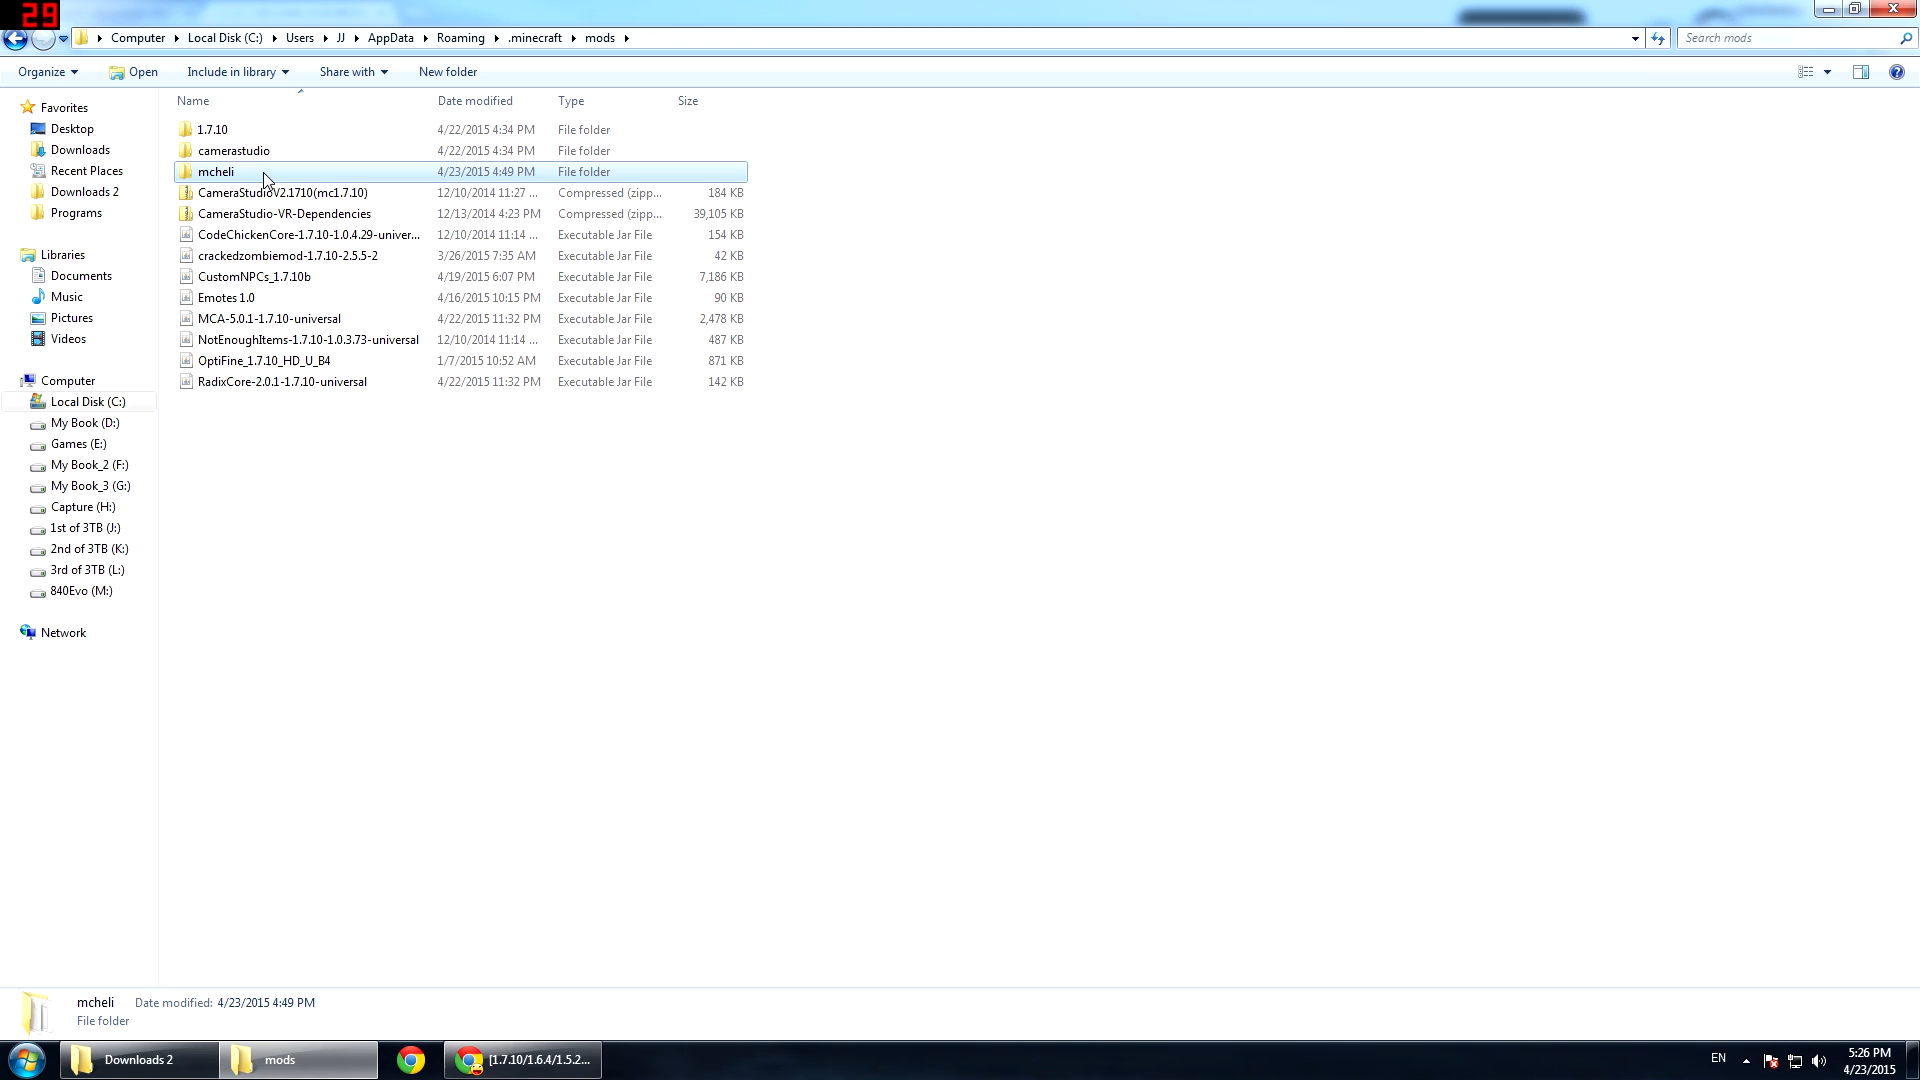 29
Computer Local Disk (C:) Users JJ AppData Roaming .minecraft mods Search mods
Organize Open Include in library Share with New folder
Name Date modified Type Size
Favorites
Desktop
Downloads
Recent Places
Downloads 2
Programs
Libraries
Documents
Music
Pictures
Videos
Computer
Local Disk (C:)
My Book (D:)
Games (E:)
My Book_2 (F:)
My Book_3 (G:)
Capture (H:)
1st of 3TB (J:)
2nd of 3TB (K:)
3rd of 3TB (L:)
840Evo (M:)
Network
1.7.10 4/22/2015 4:34 PM File folder
camerastudio 4/22/2015 4:34 PM File folder
mcheli 4/23/2015 4:49 PM File folder
CameraStudioV2.1710(mc1.7.10) 12/10/2014 11:27 ... Compressed (zipp... 184 KB
CameraStudio-VR-Dependencies 12/13/2014 4:23 PM Compressed (zipp... 39,105 KB
CodeChickenCore-1.7.10-1.0.4.29-univer... 12/10/2014 11:14 ... Executable Jar File 154 KB
crackedzombiemod-1.7.10-2.5.5-2 3/26/2015 7:35 AM Executable Jar File 42 KB
CustomNPCs_1.7.10b 4/19/2015 6:07 PM Executable Jar File 7,186 KB
Emotes 1.0 4/16/2015 10:15 PM Executable Jar File 90 KB
MCA-5.0.1-1.7.10-universal 4/22/2015 11:32 PM Executable Jar File 2,478 KB
NotEnoughItems-1.7.10-1.0.3.73-universal 12/10/2014 11:14 ... Executable Jar File 487 KB
OptiFine_1.7.10_HD_U_B4 1/7/2015 10:52 AM Executable Jar File 871 KB
RadixCore-2.0.1-1.7.10-universal 4/22/2015 11:32 PM Executable Jar File 142 KB
mcheli Date modified: 4/23/2015 4:49 PM
File folder
Downloads 2 mods [1.7.10/1.6.4/1.5.2... EN 5:26 PM
4/23/2015